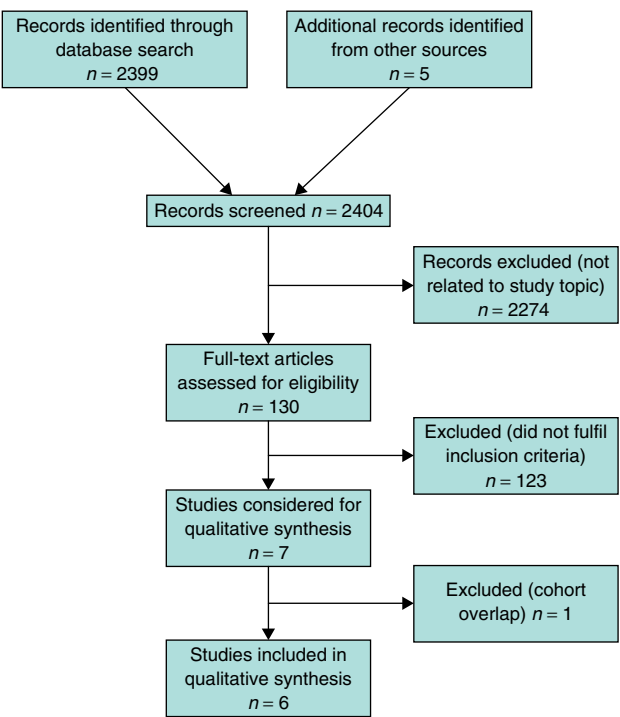 Records identified through
database search
n = 2399
Additional records identified
from other sources
n = 5
Records screened n = 2404
Records excluded (not
related to study topic)
n = 2274
Full-text articles
assessed for eligibility
n = 130
Excluded (did not fulfil
inclusion criteria)
n = 123
Studies considered for
qualitative synthesis
n = 7
Excluded (cohort
overlap) n = 1
Studies included in
qualitative synthesis
n = 6